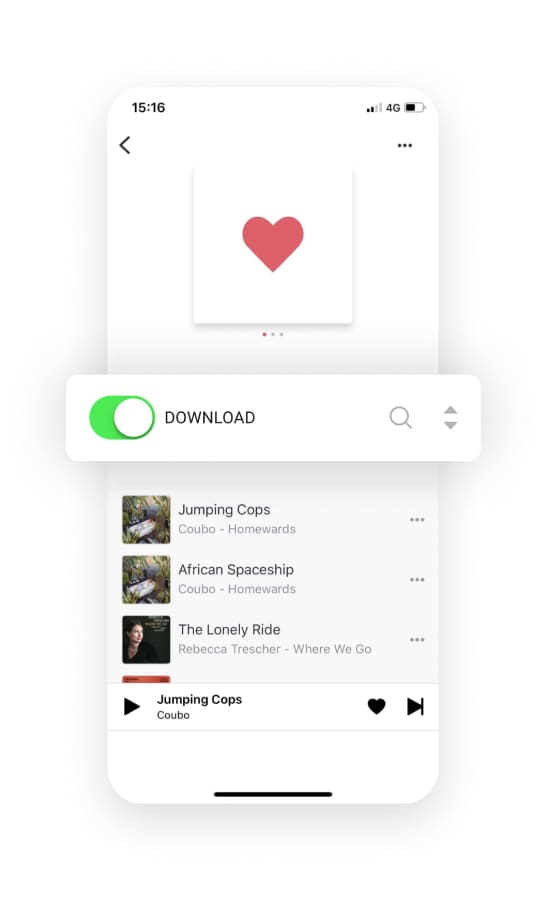 15:16
4G
DOWNLOAD
Jumping Cops
Coubo - Homewards
African Spaceship
Coubo - Homewards
The Lonely Ride
Rebecca Trescher - Where We Go
Jumping Cops
Coubo